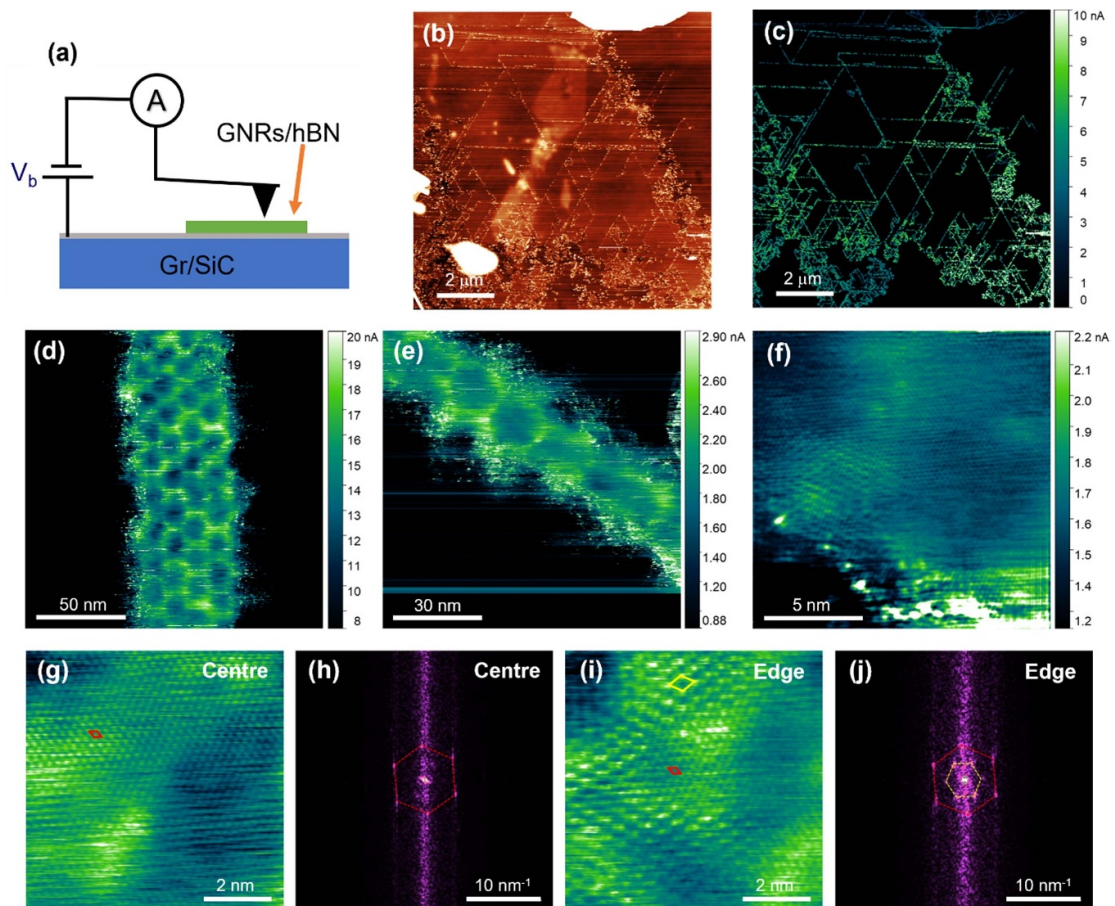 (a)
A
GNRs/hBN
Vb
Gr/SiC
(b)
2 μm
(c)
2 μm
10 nA
9
8
7
6
5
4
3
2
1
0
(d)
50 nm
20 nA
19
18
17
16
15
14
13
12
11
10
8
(e)
30 nm
2.90 nA
2.60
2.40
2.20
2.00
1.80
1.60
1.40
1.20
0.88
(f)
5 nm
2.2 nA
2.1
2.0
1.9
1.8
1.7
1.6
1.5
1.4
1.2
(g)
Centre
2 nm
(h)
Centre
10 nm⁻¹
(i)
Edge
2 nm
(j)
Edge
10 nm⁻¹